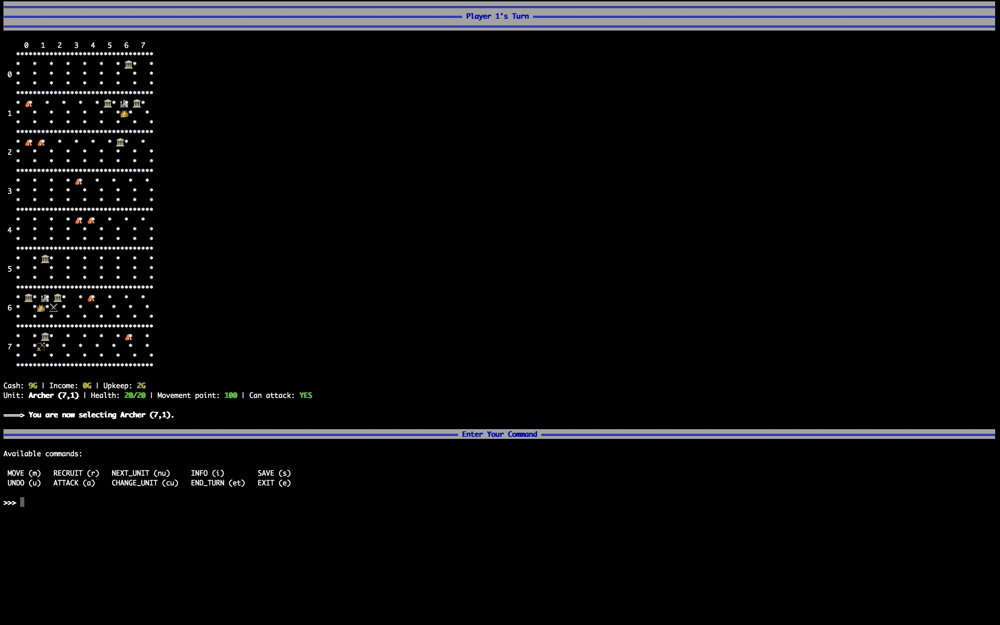 ════════ Player 1's Turn ════════
    0   1   2   3   4   5   6   7
   *********************************
   *   *   *   *   *   *   * 🏛*   *
 0 *   *   *   *   *   *   *   *   *
   *   *   *   *   *   *   *   *   *
   *********************************
   * ⛺*   *   *   *   * 🏛* 🏰* 🏛*
 1 *   *   *   *   *   *   *👑*   *
   *   *   *   *   *   *   *   *   *
   *********************************
   * ⛺* ⛺*   *   *   *   * 🏛*   *
 2 *   *   *   *   *   *   *   *   *
   *   *   *   *   *   *   *   *   *
   *********************************
   *   *   *   * ⛺*   *   *   *   *
 3 *   *   *   *   *   *   *   *   *
   *   *   *   *   *   *   *   *   *
   *********************************
   *   *   *   * ⛺* ⛺*   *   *   *
 4 *   *   *   *   *   *   *   *   *
   *   *   *   *   *   *   *   *   *
   *********************************
   *   * 🏛*   *   *   *   *   *   *
 5 *   *   *   *   *   *   *   *   *
   *   *   *   *   *   *   *   *   *
   *********************************
   * 🏛* 🏰* 🏛*   * ⛺*   *   *   *
 6 *   *👑*⚔ *   *   *   *   *   *
   *   *   *   *   *   *   *   *   *
   *********************************
   *   * 🏛*   *   *   *   * ⛺*   *
 7 *   *🏹*   *   *   *   *   *   *
   *   *   *   *   *   *   *   *   *
   *********************************
Cash: 9G | Income: 0G | Upkeep: 2G
Unit: Archer (7,1) | Health: 20/20 | Movement point: 100 | Can attack: YES
════> You are now selecting Archer (7,1).
════════ Enter Your Command ════════
Available commands:
MOVE (m)   RECRUIT (r)   NEXT_UNIT (nu)     INFO (i)        SAVE (s)
UNDO (u)   ATTACK (a)    CHANGE_UNIT (cu)   END_TURN (et)   EXIT (e)
>>>